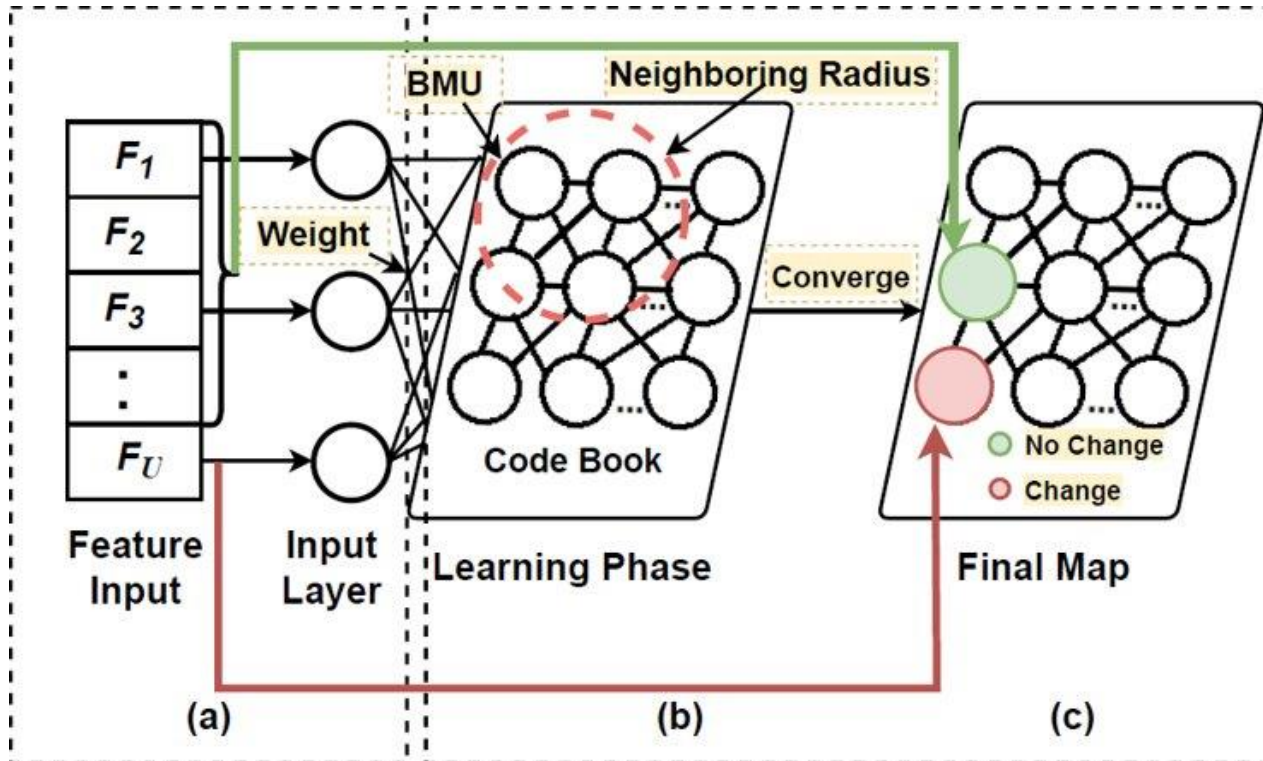 BMU
Neighboring Radius
F1
F2
F3
:
FU
Weight
Converge
...
...
...
...
...
...
Code Book
No Change
Change
Feature
Input
Input
Layer
Learning Phase
Final Map
(a)
(b)
(c)